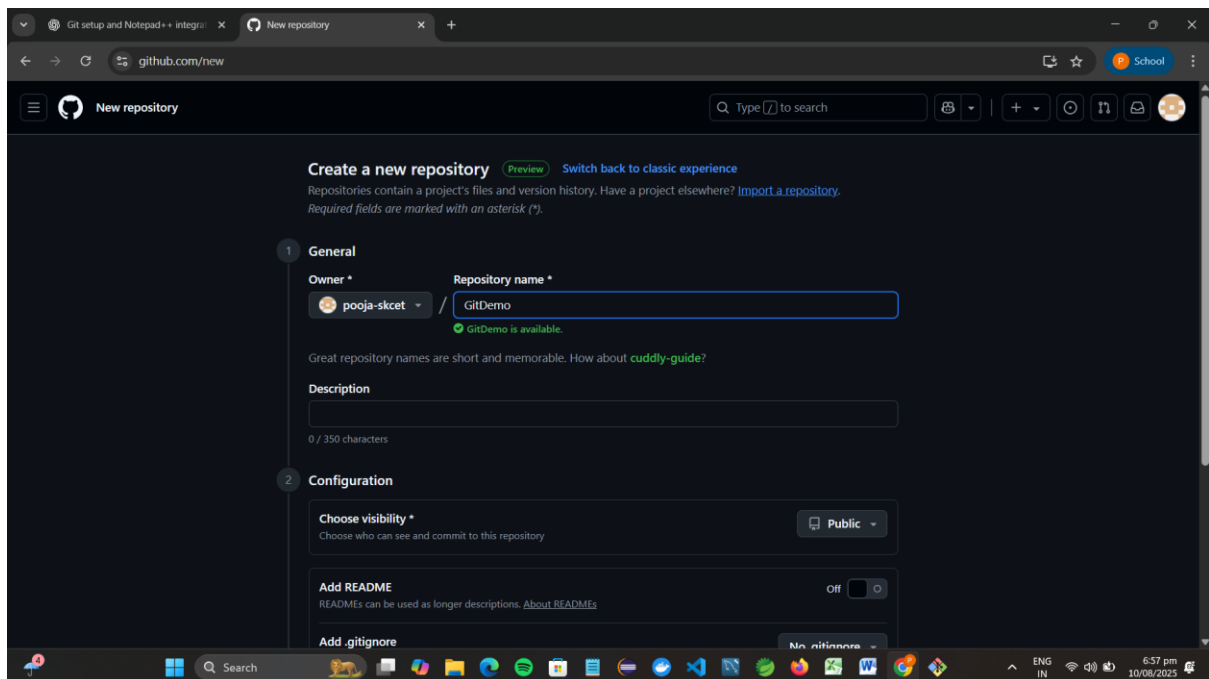 Git setup and Notepad++ integrat
New repository
github.com/new
School
P
New repository
Type / to search
Create a new repository
Preview
Switch back to classic experience
Repositories contain a project's files and version history. Have a project elsewhere? Import a repository.
Required fields are marked with an asterisk (*).
1 General
Owner *
Repository name *
pooja-skcet
/
GitDemo
GitDemo is available.
Great repository names are short and memorable. How about cuddly-guide?
Description
0 / 350 characters
2 Configuration
Choose visibility *
Choose who can see and commit to this repository
Public
Add README
READMEs can be used as longer descriptions. About READMEs
Off
Add .gitignore
No .gitignore
4
Search
ENG
IN
6:57 pm
10/08/2025